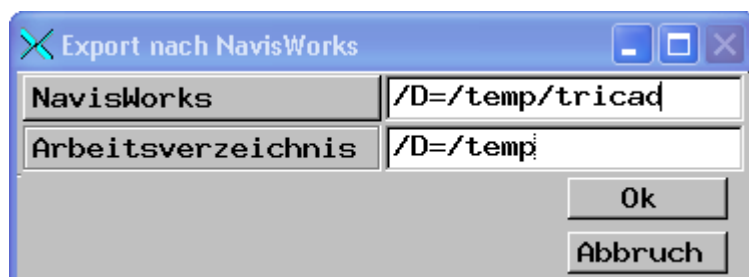 Export nach NavisWorks
NavisWorks /D=/temp/tricad
Arbeitsverzeichnis /D=/temp
Ok
Abbruch